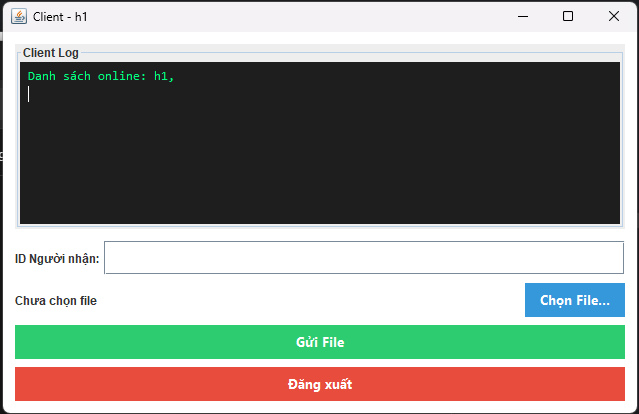 Client - h1
Client Log
Danh sách online: h1,
ID Người nhận:
Chưa chọn file
Chọn File...
Gửi File
Đăng xuất